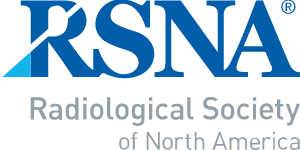 RSNA®
Radiological Society
of North America